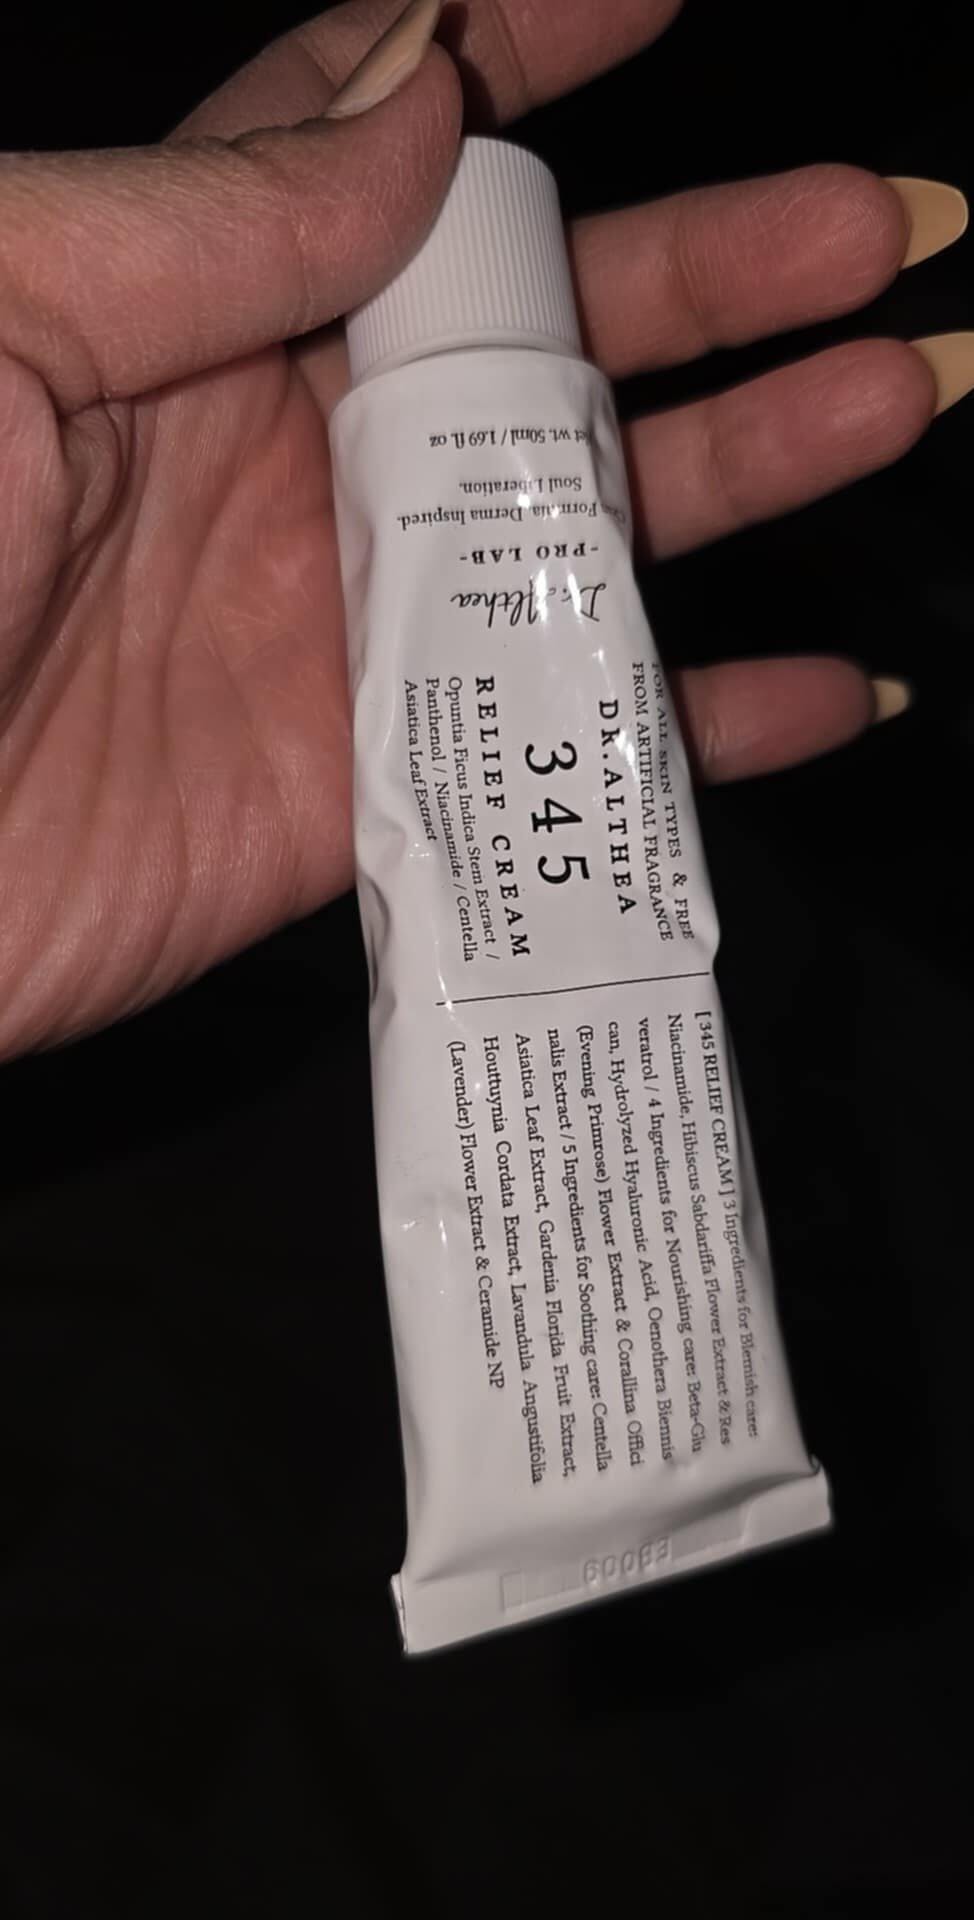 Dr. Althea
-PRO LAB-
Formula, Derma Inspired.
Soul Liberation.
wt. 50ml / 1.69 fl. oz
FOR ALL SKIN TYPES & FREE
FROM ARTIFICIAL FRAGRANCE
DR.ALTHEA
345
RELIEF CREAM
Opuntia Ficus Indica Stem Extract /
Panthenol / Niacinamide / Centella
Asiatica Leaf Extract
[ 345 RELIEF CREAM ] 3 Ingredients for Blemish care:
Niacinamide, Hibiscus Sabdariffa Flower Extract & Res
veratrol / 4 Ingredients for Nourishing care: Beta-Glu
can, Hydrolyzed Hyaluronic Acid, Oenothera Biennis
(Evening Primrose) Flower Extract & Corallina Offici
nalis Extract / 5 Ingredients for Soothing care: Centella
Asiatica Leaf Extract, Gardenia Florida Fruit Extract,
Houttuynia Cordata Extract, Lavandula Angustifolia
(Lavender) Flower Extract & Ceramide NP